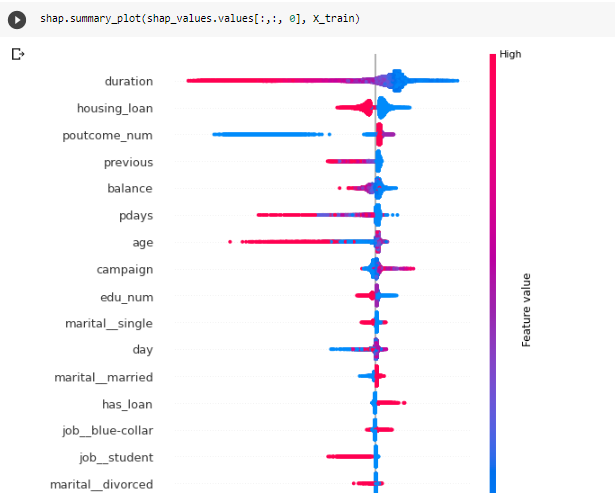 shap.summary_plot(shap_values.values[:,:, 0], X_train)
High
duration
housing_loan
poutcome_num
previous
balance
pdays
age
campaign
edu_num
marital__single
day
marital__married
has_loan
job__blue-collar
job__student
marital__divorced
Feature value